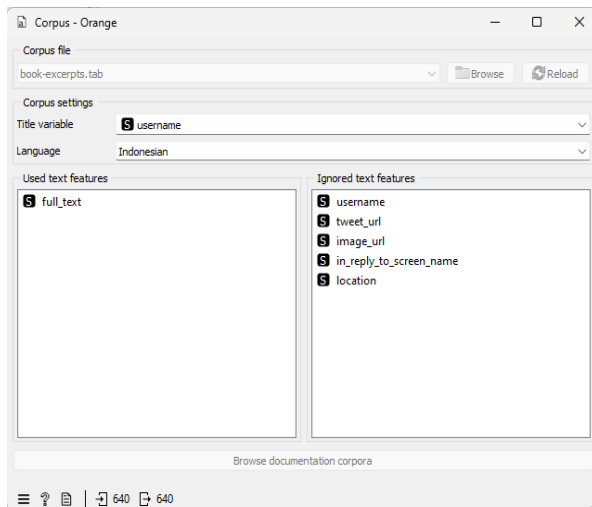 Corpus - Orange
Corpus file
book-excerpts.tab
Browse
Reload
Corpus settings
Title variable
S username
Language
Indonesian
Used text features
S full_text
Ignored text features
S username
S tweet_url
S image_url
S in_reply_to_screen_name
S location
Browse documentation corpora
? 640 640